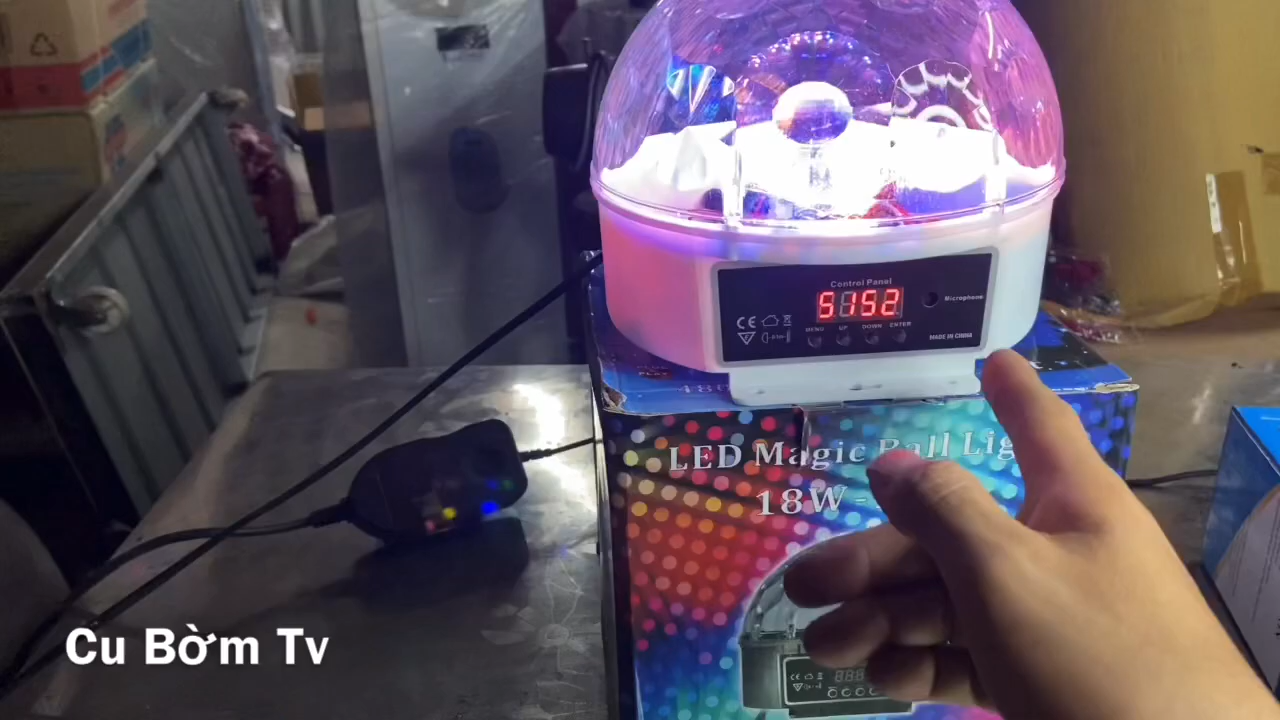 Control Panel
5152
Microphone
CE
MENU UP DOWN ENTER
MADE IN CHINA
LED Magic Ball Lig
18W -
Cu Bờm Tv